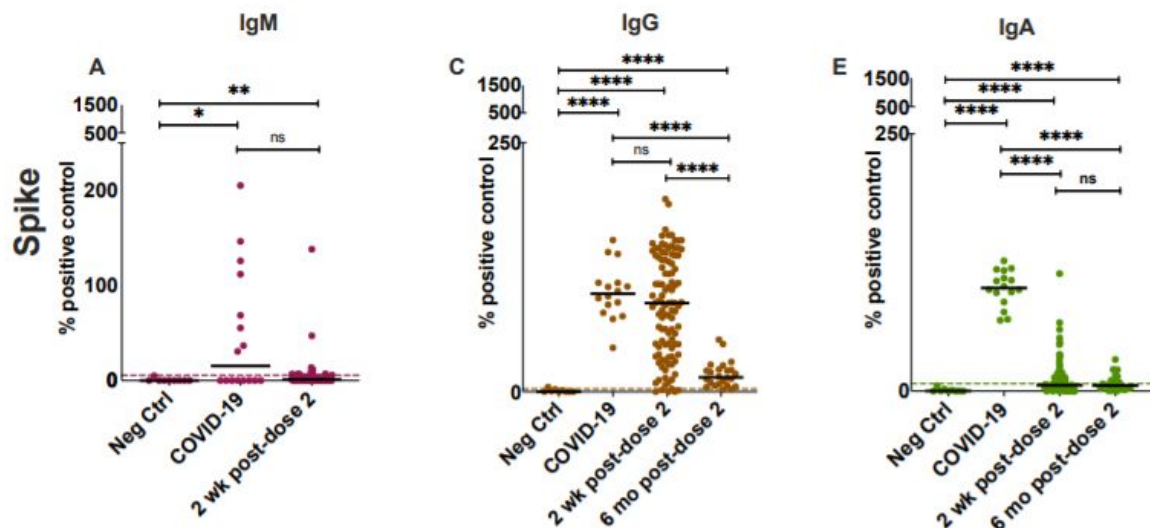 IgM
A
**
*
ns
1500
500
200
100
0
% positive control
Spike
Neg Ctrl
COVID-19
2 wk post-dose 2
IgG
C
****
****
****
****
ns
****
1500
500
250
0
% positive control
Neg Ctrl
COVID-19
2 wk post-dose 2
6 mo post-dose 2
IgA
E
****
****
****
****
****
ns
1500
500
250
0
% positive control
Neg Ctrl
COVID-19
2 wk post-dose 2
6 mo post-dose 2